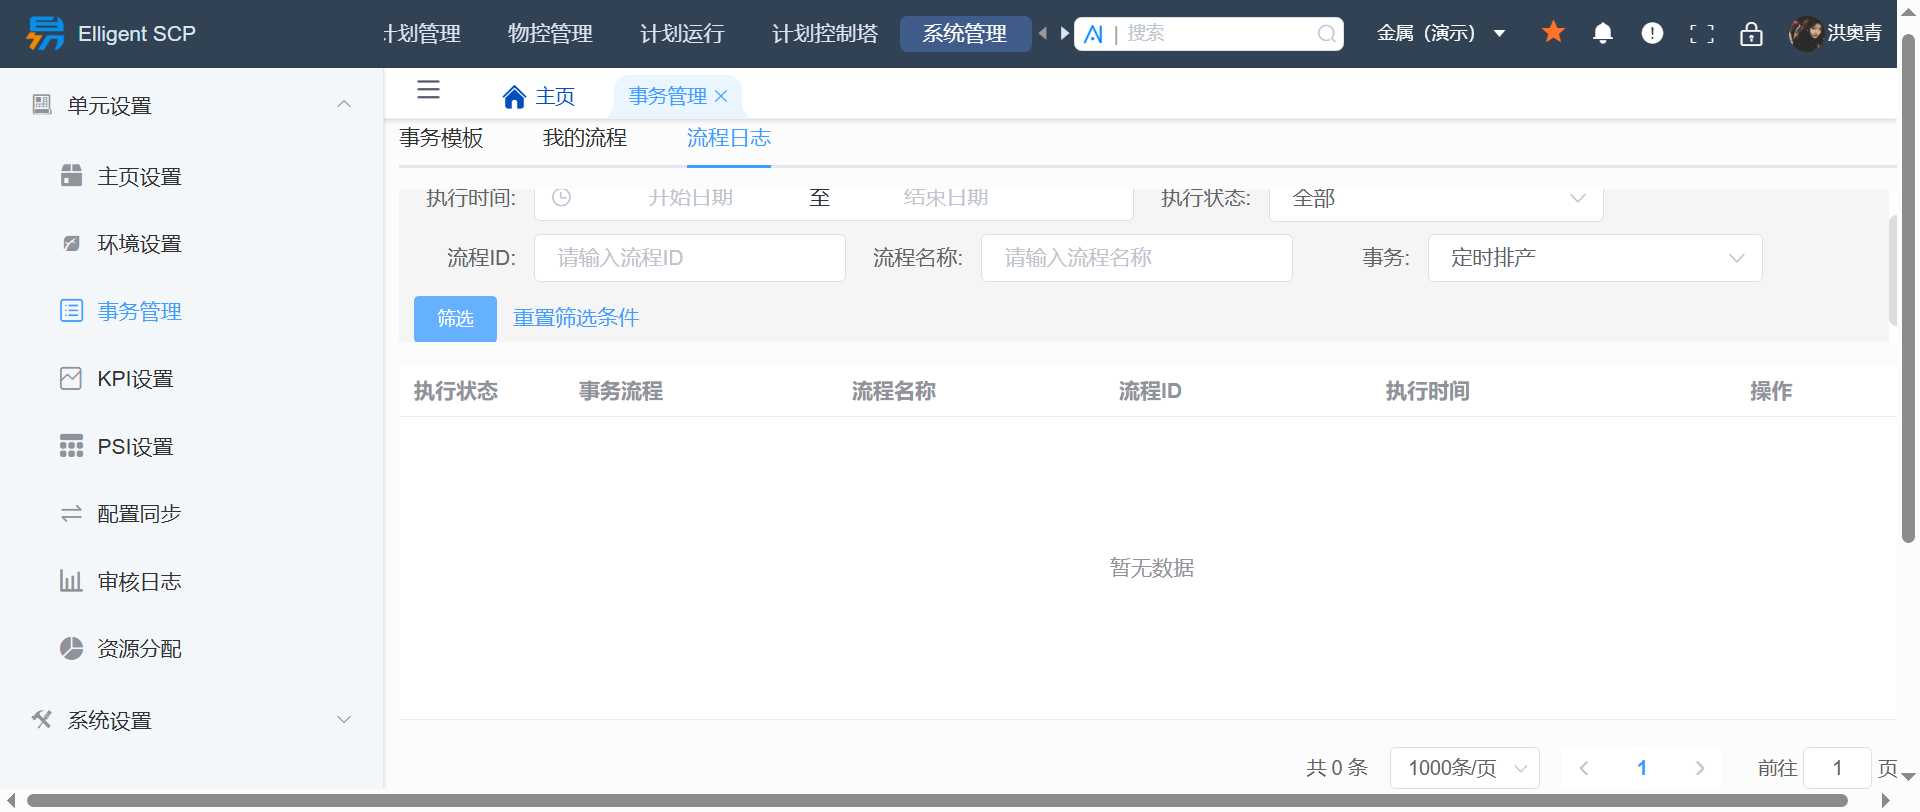 Elligent SCP
计划管理
物控管理
计划运行
计划控制塔
系统管理
AI | 搜索
金属（演示）
洪奥青
单元设置
主页设置
环境设置
事务管理
KPI设置
PSI设置
配置同步
审核日志
资源分配
系统设置
主页
事务管理
事务模板
我的流程
流程日志
执行时间: 开始日期 至 结束日期 执行状态: 全部
流程ID: 请输入流程ID 流程名称: 请输入流程名称 事务: 定时排产
筛选 重置筛选条件
执行状态 事务流程 流程名称 流程ID 执行时间 操作
暂无数据
共 0 条 1000条/页 1 前往 1 页